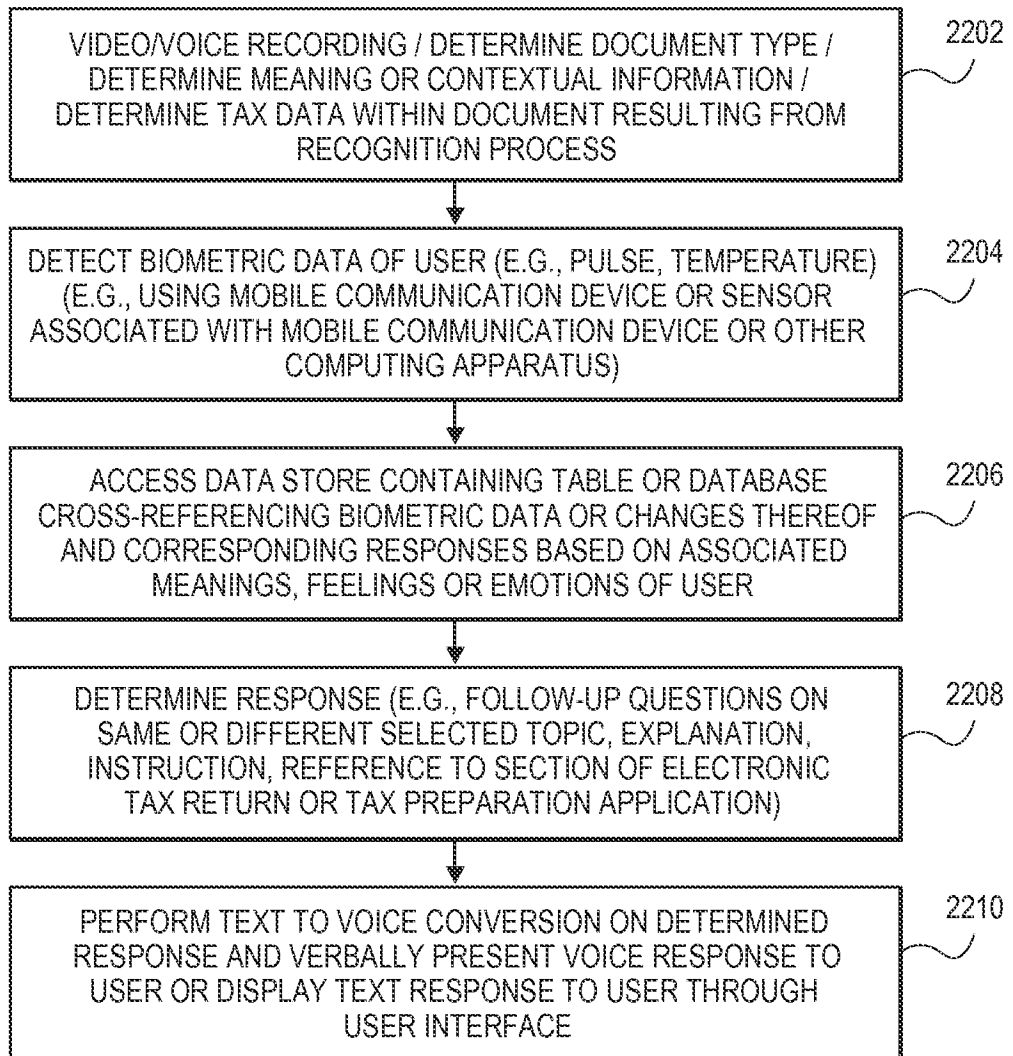 VIDEO/VOICE RECORDING / DETERMINE DOCUMENT TYPE /
DETERMINE MEANING OR CONTEXTUAL INFORMATION /
DETERMINE TAX DATA WITHIN DOCUMENT RESULTING FROM
RECOGNITION PROCESS
2202
DETECT BIOMETRIC DATA OF USER (E.G., PULSE, TEMPERATURE)
(E.G., USING MOBILE COMMUNICATION DEVICE OR SENSOR
ASSOCIATED WITH MOBILE COMMUNICATION DEVICE OR OTHER
COMPUTING APPARATUS)
2204
ACCESS DATA STORE CONTAINING TABLE OR DATABASE
CROSS-REFERENCING BIOMETRIC DATA OR CHANGES THEREOF
AND CORRESPONDING RESPONSES BASED ON ASSOCIATED
MEANINGS, FEELINGS OR EMOTIONS OF USER
2206
DETERMINE RESPONSE (E.G., FOLLOW-UP QUESTIONS ON
SAME OR DIFFERENT SELECTED TOPIC, EXPLANATION,
INSTRUCTION, REFERENCE TO SECTION OF ELECTRONIC
TAX RETURN OR TAX PREPARATION APPLICATION)
2208
PERFORM TEXT TO VOICE CONVERSION ON DETERMINED
RESPONSE AND VERBALLY PRESENT VOICE RESPONSE TO
USER OR DISPLAY TEXT RESPONSE TO USER THROUGH
USER INTERFACE
2210